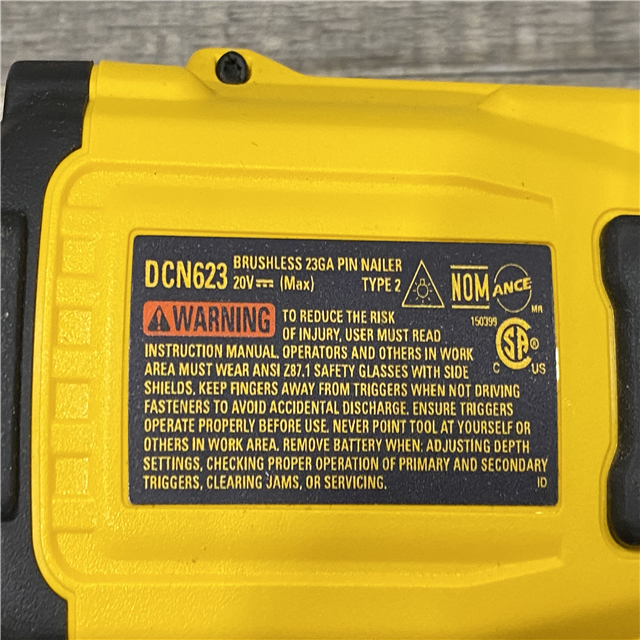 DCN623 BRUSHLESS 23GA PIN NAILER
20V⎓ (Max) TYPE 2
NOM ANCE
MR
150399
SA®
C US
WARNING TO REDUCE THE RISK
OF INJURY, USER MUST READ
INSTRUCTION MANUAL. OPERATORS AND OTHERS IN WORK
AREA MUST WEAR ANSI Z87.1 SAFETY GLASSES WITH SIDE
SHIELDS. KEEP FINGERS AWAY FROM TRIGGERS WHEN NOT DRIVING
FASTENERS TO AVOID ACCIDENTAL DISCHARGE. ENSURE TRIGGERS
OPERATE PROPERLY BEFORE USE. NEVER POINT TOOL AT YOURSELF OR
OTHERS IN WORK AREA. REMOVE BATTERY WHEN: ADJUSTING DEPTH
SETTINGS, CHECKING PROPER OPERATION OF PRIMARY AND SECONDARY
TRIGGERS, CLEARING JAMS, OR SERVICING. ID